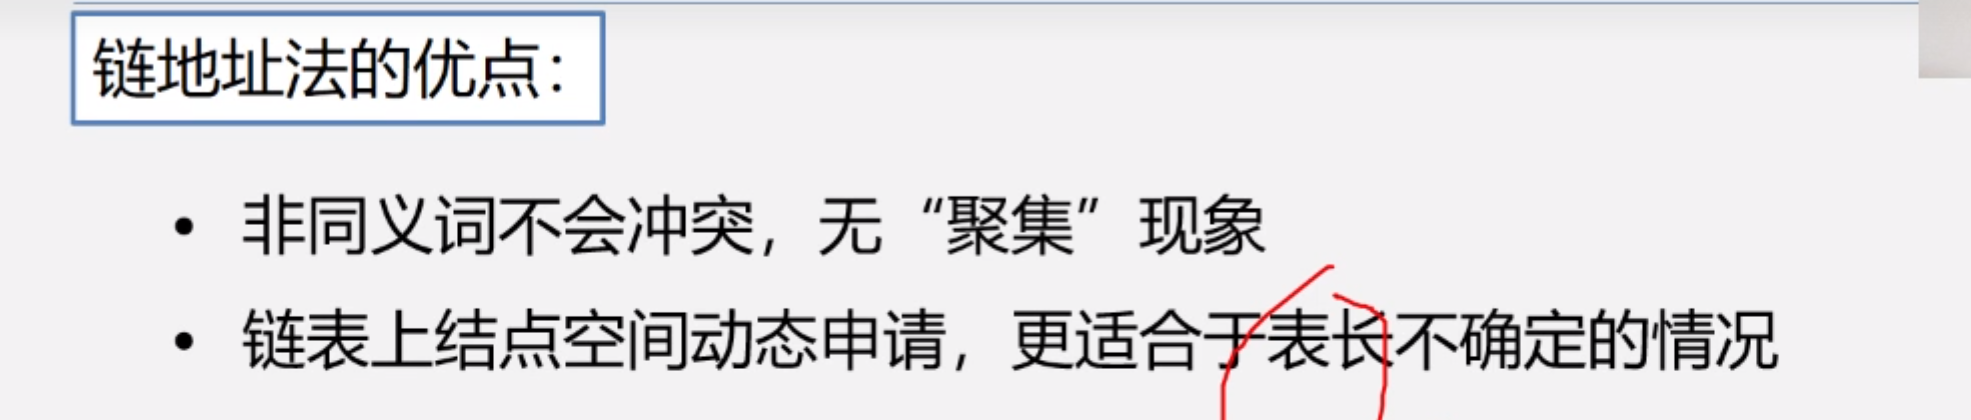 链地址法的优点：
• 非同义词不会冲突，无“聚集”现象
• 链表上结点空间动态申请，更适合于表长不确定的情况